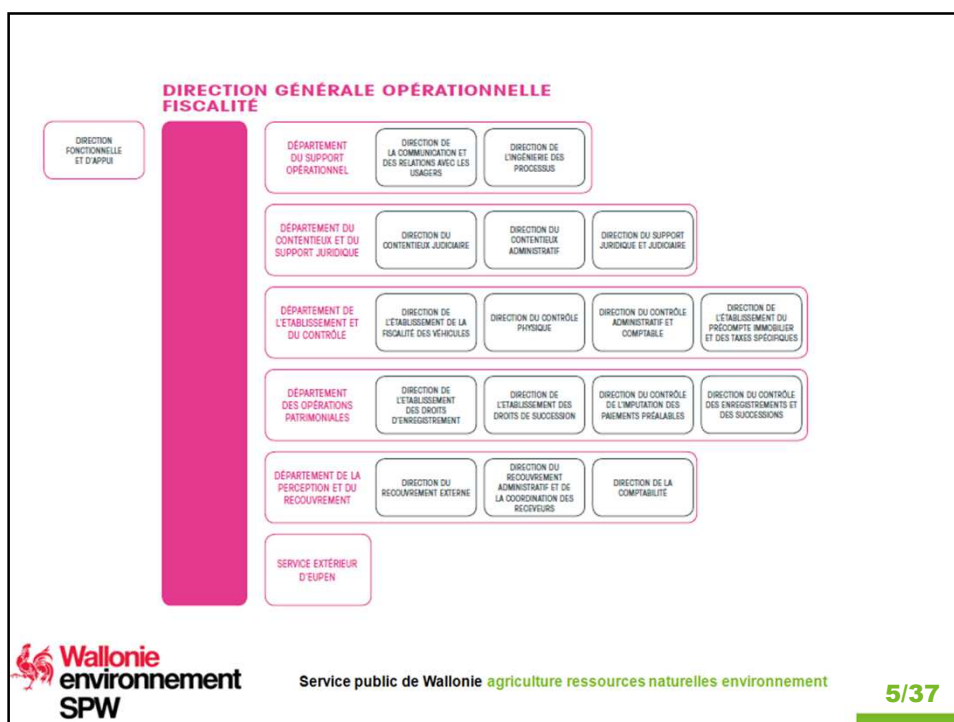 DIRECTION GÉNÉRALE OPÉRATIONNELLE
FISCALITÉ
DIRECTION
FONCTIONNELLE
ET D'APPUI
DÉPARTEMENT
DU SUPPORT
OPÉRATIONNEL
DIRECTION DE
LA COMMUNICATION ET
DES RELATIONS AVEC LES
USAGERS
DIRECTION DE
L'INGÉNIERIE DES
PROCESSUS
DÉPARTEMENT DU
CONTENTIEUX ET DU
SUPPORT JURIDIQUE
DIRECTION DU
CONTENTIEUX JUDICIAIRE
DIRECTION DU
CONTENTIEUX
ADMINISTRATIF
DIRECTION DU SUPPORT
JURIDIQUE ET JUDICIAIRE
DÉPARTEMENT DE
L'ETABLISSEMENT ET
DU CONTRÔLE
DIRECTION DE
L'ÉTABLISSEMENT DE LA
FISCALITÉ DES VÉHICULES
DIRECTION DU CONTRÔLE
PHYSIQUE
DIRECTION DU CONTRÔLE
ADMINISTRATIF ET
COMPTABLE
DIRECTION DE
L'ÉTABLISSEMENT DU
PRÉCOMPTE IMMOBILIER
ET DES TAXES SPÉCIFIQUES
DÉPARTEMENT
DES OPÉRATIONS
PATRIMONIALES
DIRECTION DE
L'ETABLISSEMENT
DES DROITS
D'ENREGISTREMENT
DIRECTION DE
L'ETABLISSEMENT DES
DROITS DE SUCCESSION
DIRECTION DU CONTRÔLE
DE L'IMPUTATION DES
PAIEMENTS PRÉALABLES
DIRECTION DU CONTRÔLE
DES ENREGISTREMENTS ET
DES SUCCESSIONS
DÉPARTEMENT DE LA
PERCEPTION ET DU
RECOUVREMENT
DIRECTION DU
RECOUVREMENT EXTERNE
DIRECTION DU
RECOUVREMENT
ADMINISTRATIF ET DE
LA COORDINATION DES
RECEVEURS
DIRECTION DE LA
COMPTABILITÉ
SERVICE EXTÉRIEUR
D'EUPEN
Wallonie
environnement
SPW
Service public de Wallonie agriculture ressources naturelles environnement
5/37